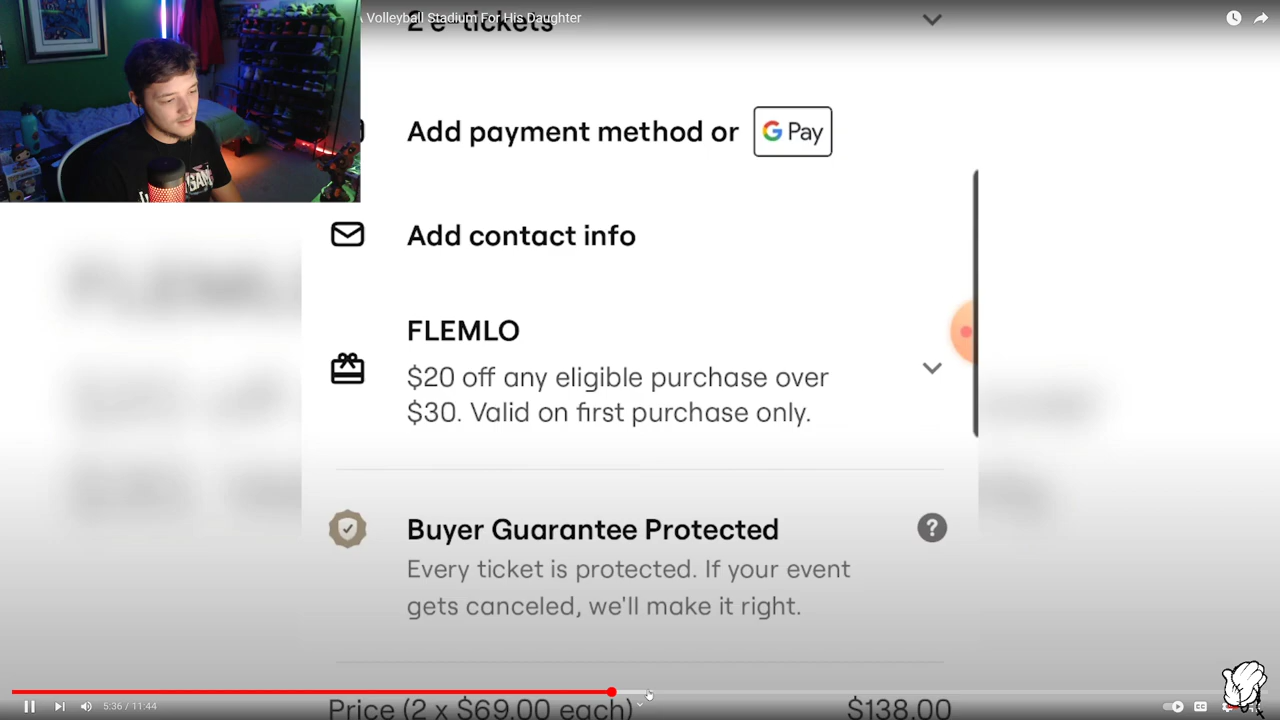 A Volleyball Stadium For His Daughter
2 e-tickets
Add payment method or G Pay
Add contact info
FLEMLO
$20 off any eligible purchase over
$30. Valid on first purchase only.
Buyer Guarantee Protected
?
Every ticket is protected. If your event
gets canceled, we'll make it right.
Price (2 x $69.00 each)
$138.00
5:36 / 11:44
CC